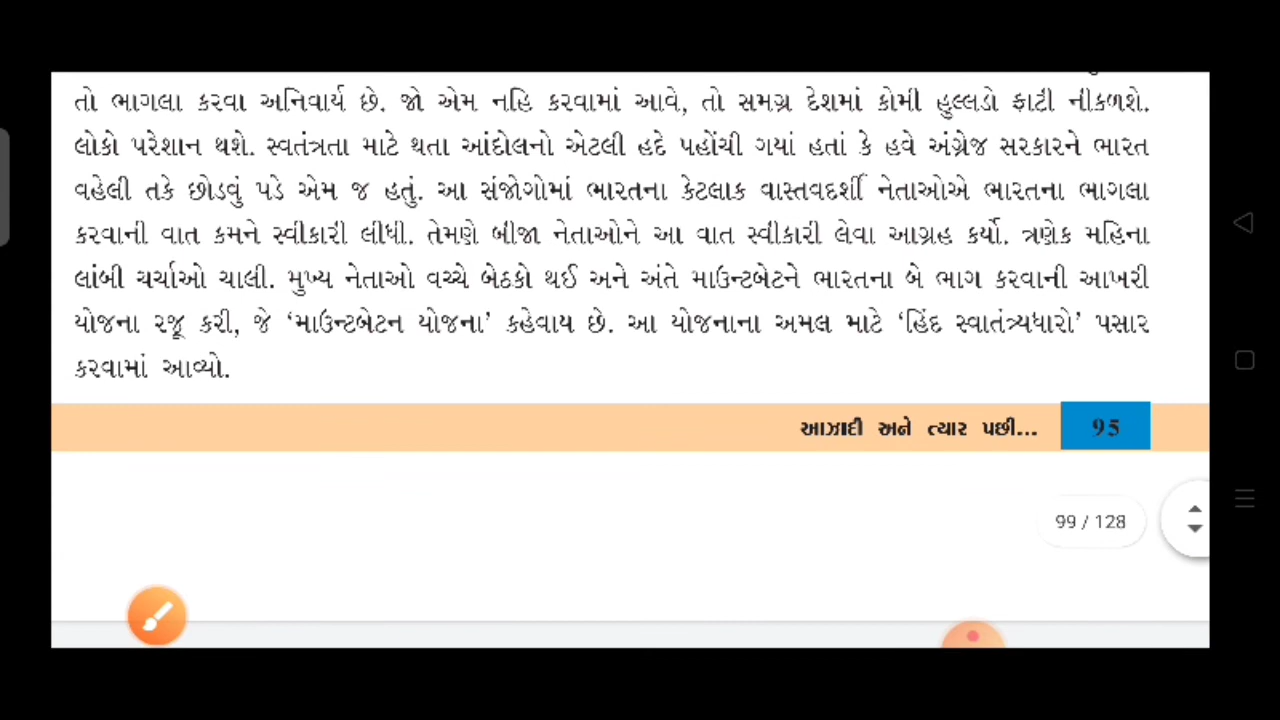 તો ભાગલા કરવા અનિવાર્ય છે. જો એમ નહિ કરવામાં આવે, તો સમગ્ર દેશમાં કોમી હુલ્લડો ફાટી નીકળશે.
લોકો પરેશાન થશે. સ્વતંત્રતા માટે થતા આંદોલનો એટલી હદે પહોંચી ગયાં હતાં કે હવે અંગ્રેજ સરકારને ભારત
વહેલી તકે છોડવું પડે એમ જ હતું. આ સંજોગોમાં ભારતના કેટલાક વાસ્તવદર્શી નેતાઓએ ભારતના ભાગલા
કરવાની વાત કમને સ્વીકારી લીધી. તેમણે બીજા નેતાઓને આ વાત સ્વીકારી લેવા આગ્રહ કર્યો. ત્રણેક મહિના
લાંબી ચર્ચાઓ ચાલી. મુખ્ય નેતાઓ વચ્ચે બેઠકો થઈ અને અંતે માઉન્ટબેટને ભારતના બે ભાગ કરવાની આખરી
યોજના રજૂ કરી, જે ‘માઉન્ટબેટન યોજના’ કહેવાય છે. આ યોજનાના અમલ માટે ‘હિંદ સ્વાતંત્ર્યધારો’ પસાર
કરવામાં આવ્યો.
આઝાદી અને ત્યાર પછી... 95
99 / 128